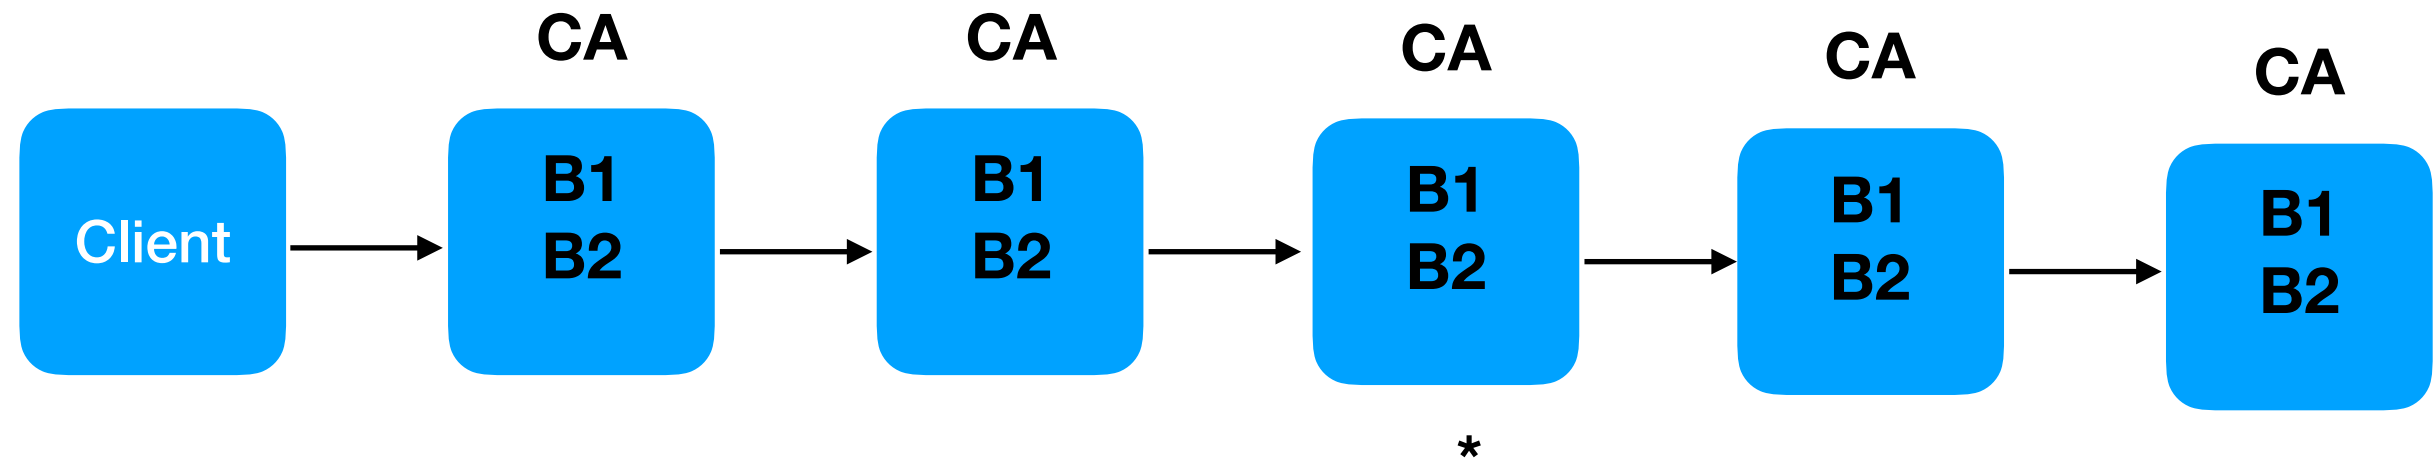 CA CA CA CA CA
Client
B1 B1 B1 B1 B1
B2 B2 B2 B2 B2
*